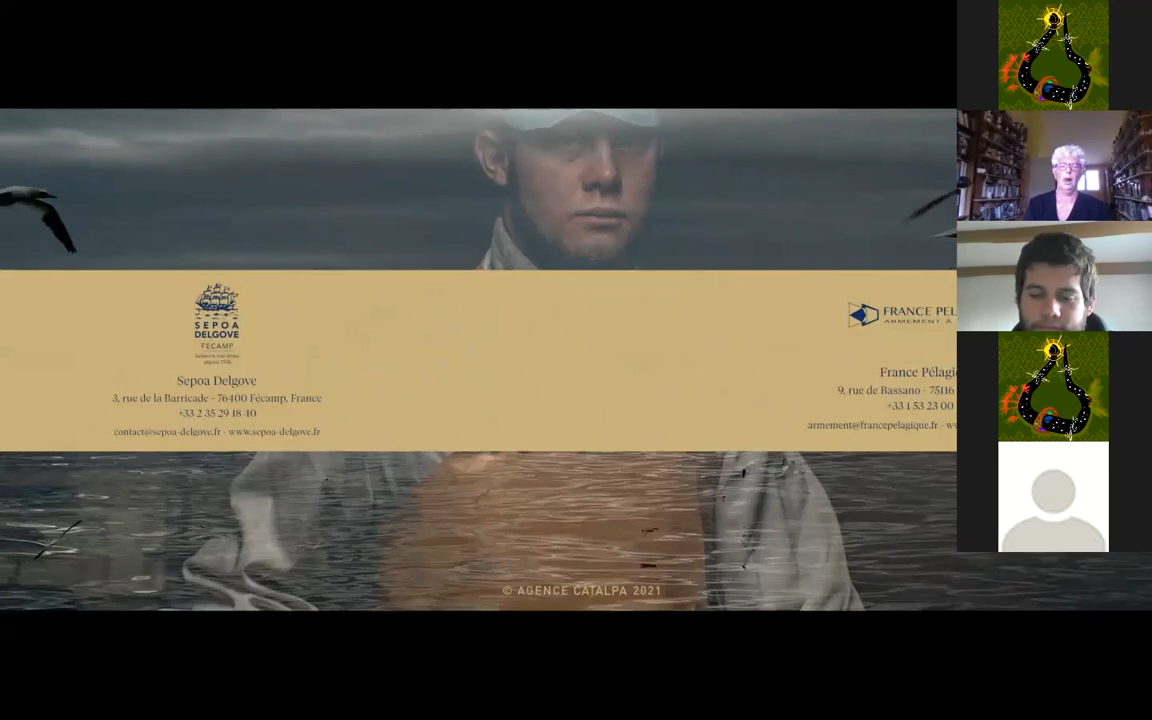 SEPOA
DELGOVE
FECAMP
Sepoa Delgove
3, rue de la Barricade - 76400 Fécamp, France
+33 2 35 29 18 40
contact@sepoa-delgove.fr - www.sepoa-delgove.fr
FRANCE PEL
ARMEMENT À
France Pélagi
9, rue de Bassano - 75116
+33 1 53 23 00
armement@francepelagique.fr - w
© AGENCE CATALPA 2021